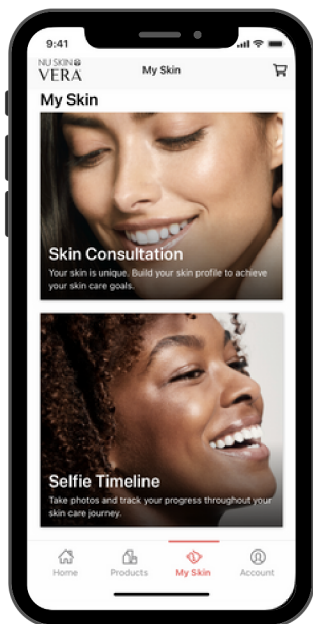 9:41
NU SKIN
VERA
My Skin
My Skin
Skin Consultation
Your skin is unique. Build your skin profile to achieve
your skin care goals.
Selfie Timeline
Take photos and track your progress throughout your
skin care journey.
Home Products My Skin Account